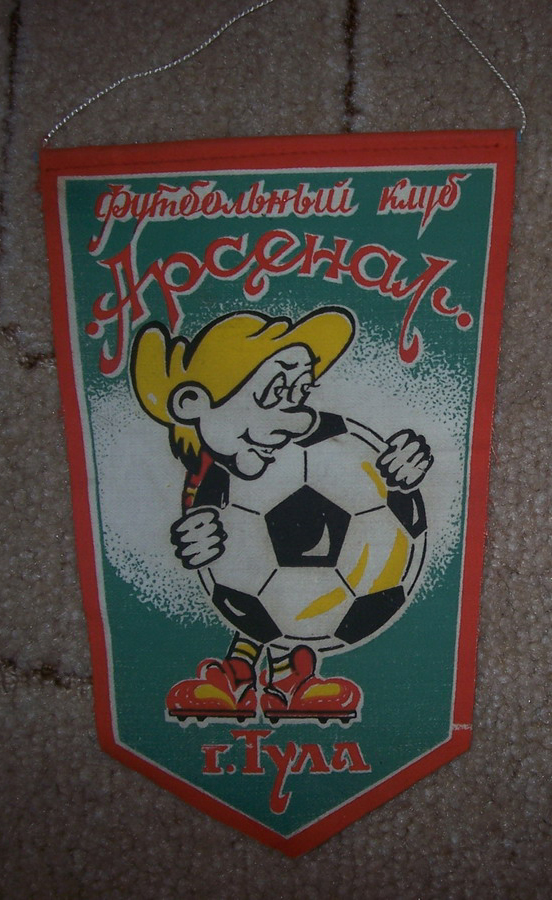 Футбольный клуб
Арсенал
г. Тула